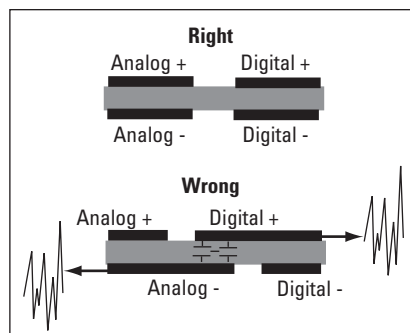 Right
Analog + Digital +
Analog - Digital -
Wrong
Analog + Digital +
Analog - Digital -